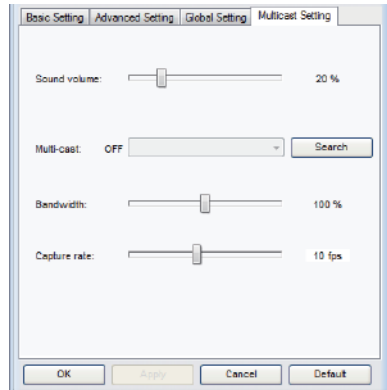 Basic Setting Advanced Setting Global Setting Multicast Setting
Sound volume: 20 %
Multi-cast: OFF Search
Bandwidth: 100 %
Capture rate: 10 fps
OK Apply Cancel Default